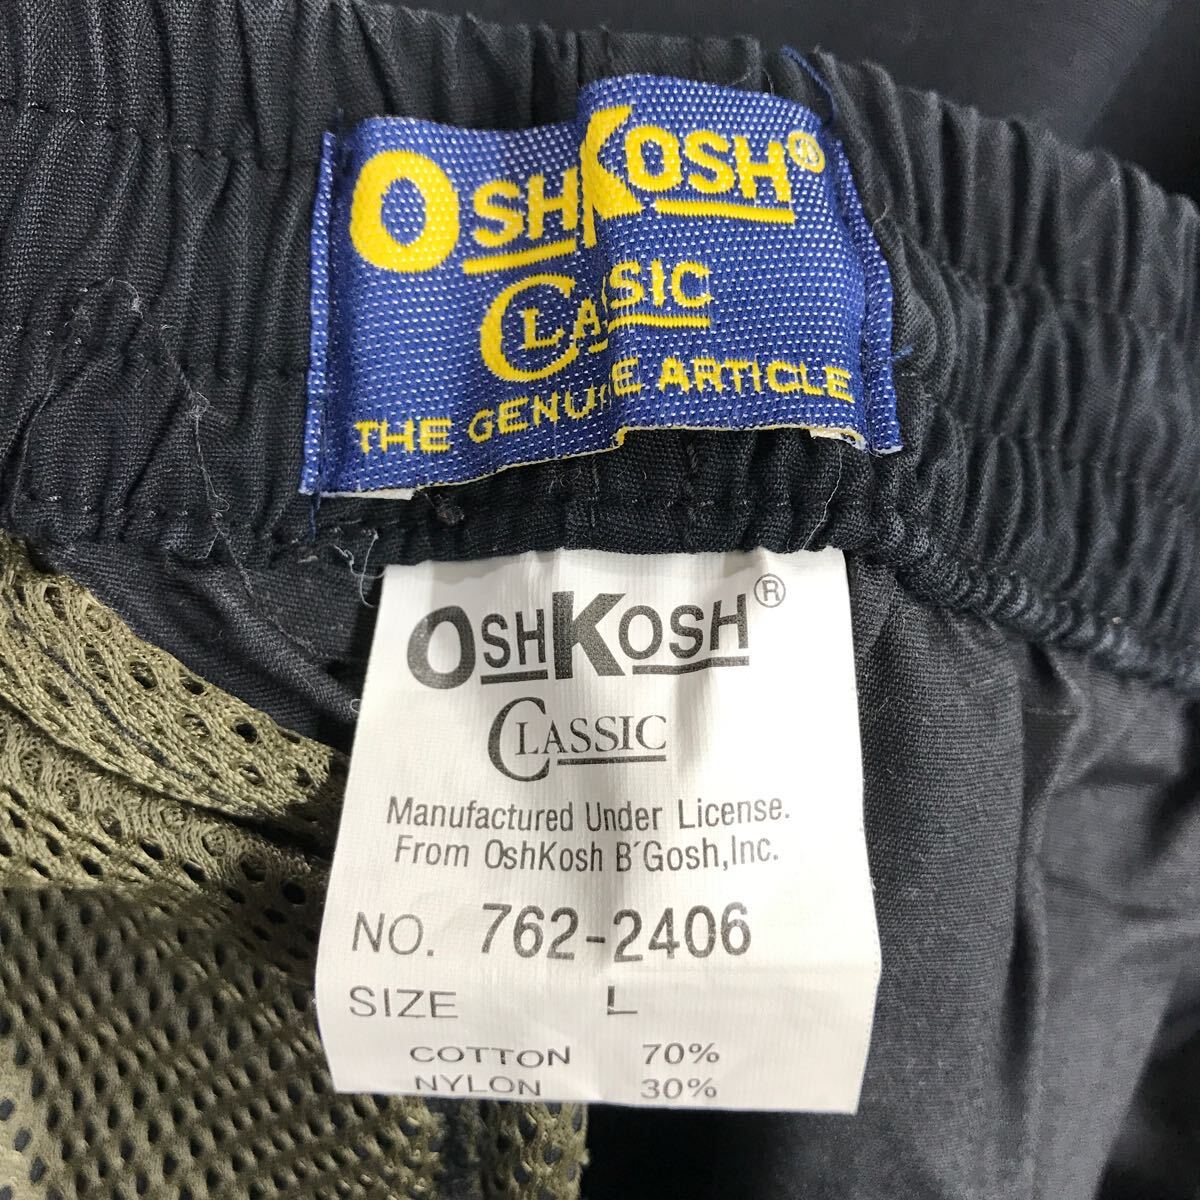 OSHKOSH®
CLASSIC
THE GENUINE ARTICLE
OSHKOSH®
CLASSIC
Manufactured Under License.
From OshKosh B´Gosh,Inc.
NO. 762-2406
SIZE L
COTTON 70%
NYLON 30%